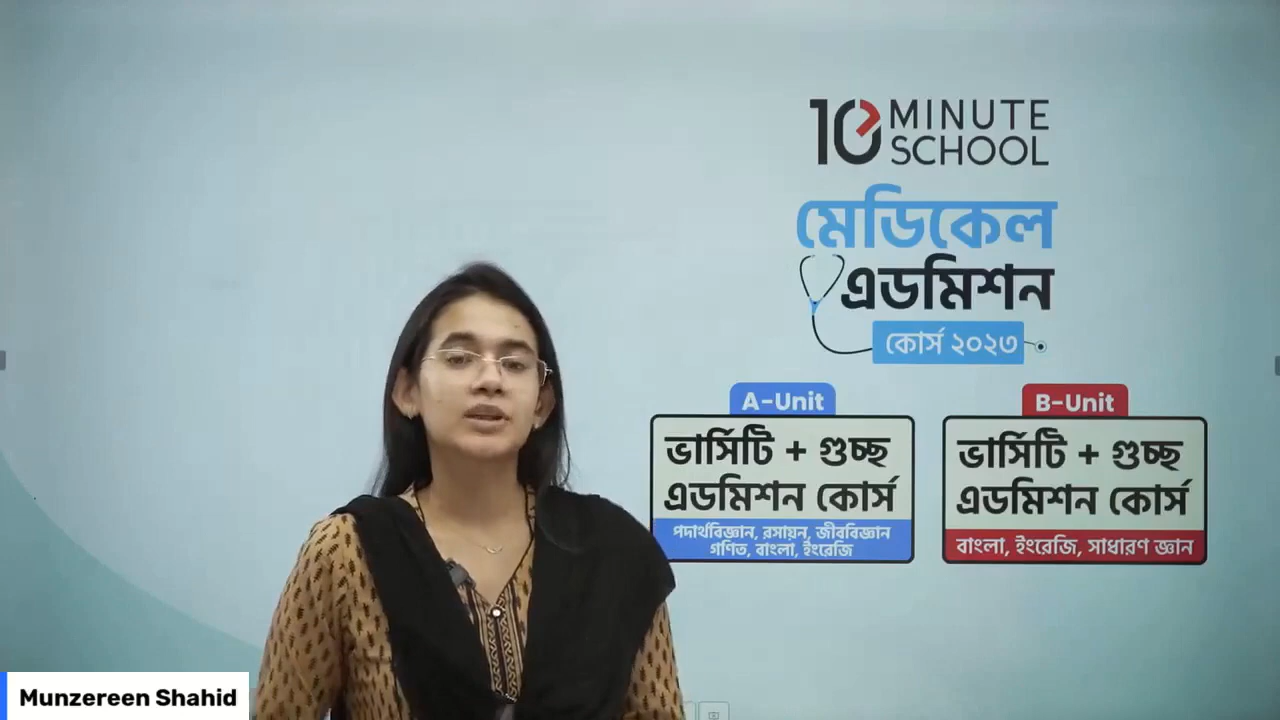 10 MINUTE
SCHOOL
মেডিকেল
এডমিশন
কোর্স ২০২৩
A-Unit
ভার্সিটি + গুচ্ছ
এডমিশন কোর্স
পদার্থবিজ্ঞান, রসায়ন, জীববিজ্ঞান
গণিত, বাংলা, ইংরেজি
B-Unit
ভার্সিটি + গুচ্ছ
এডমিশন কোর্স
বাংলা, ইংরেজি, সাধারণ জ্ঞান
Munzereen Shahid